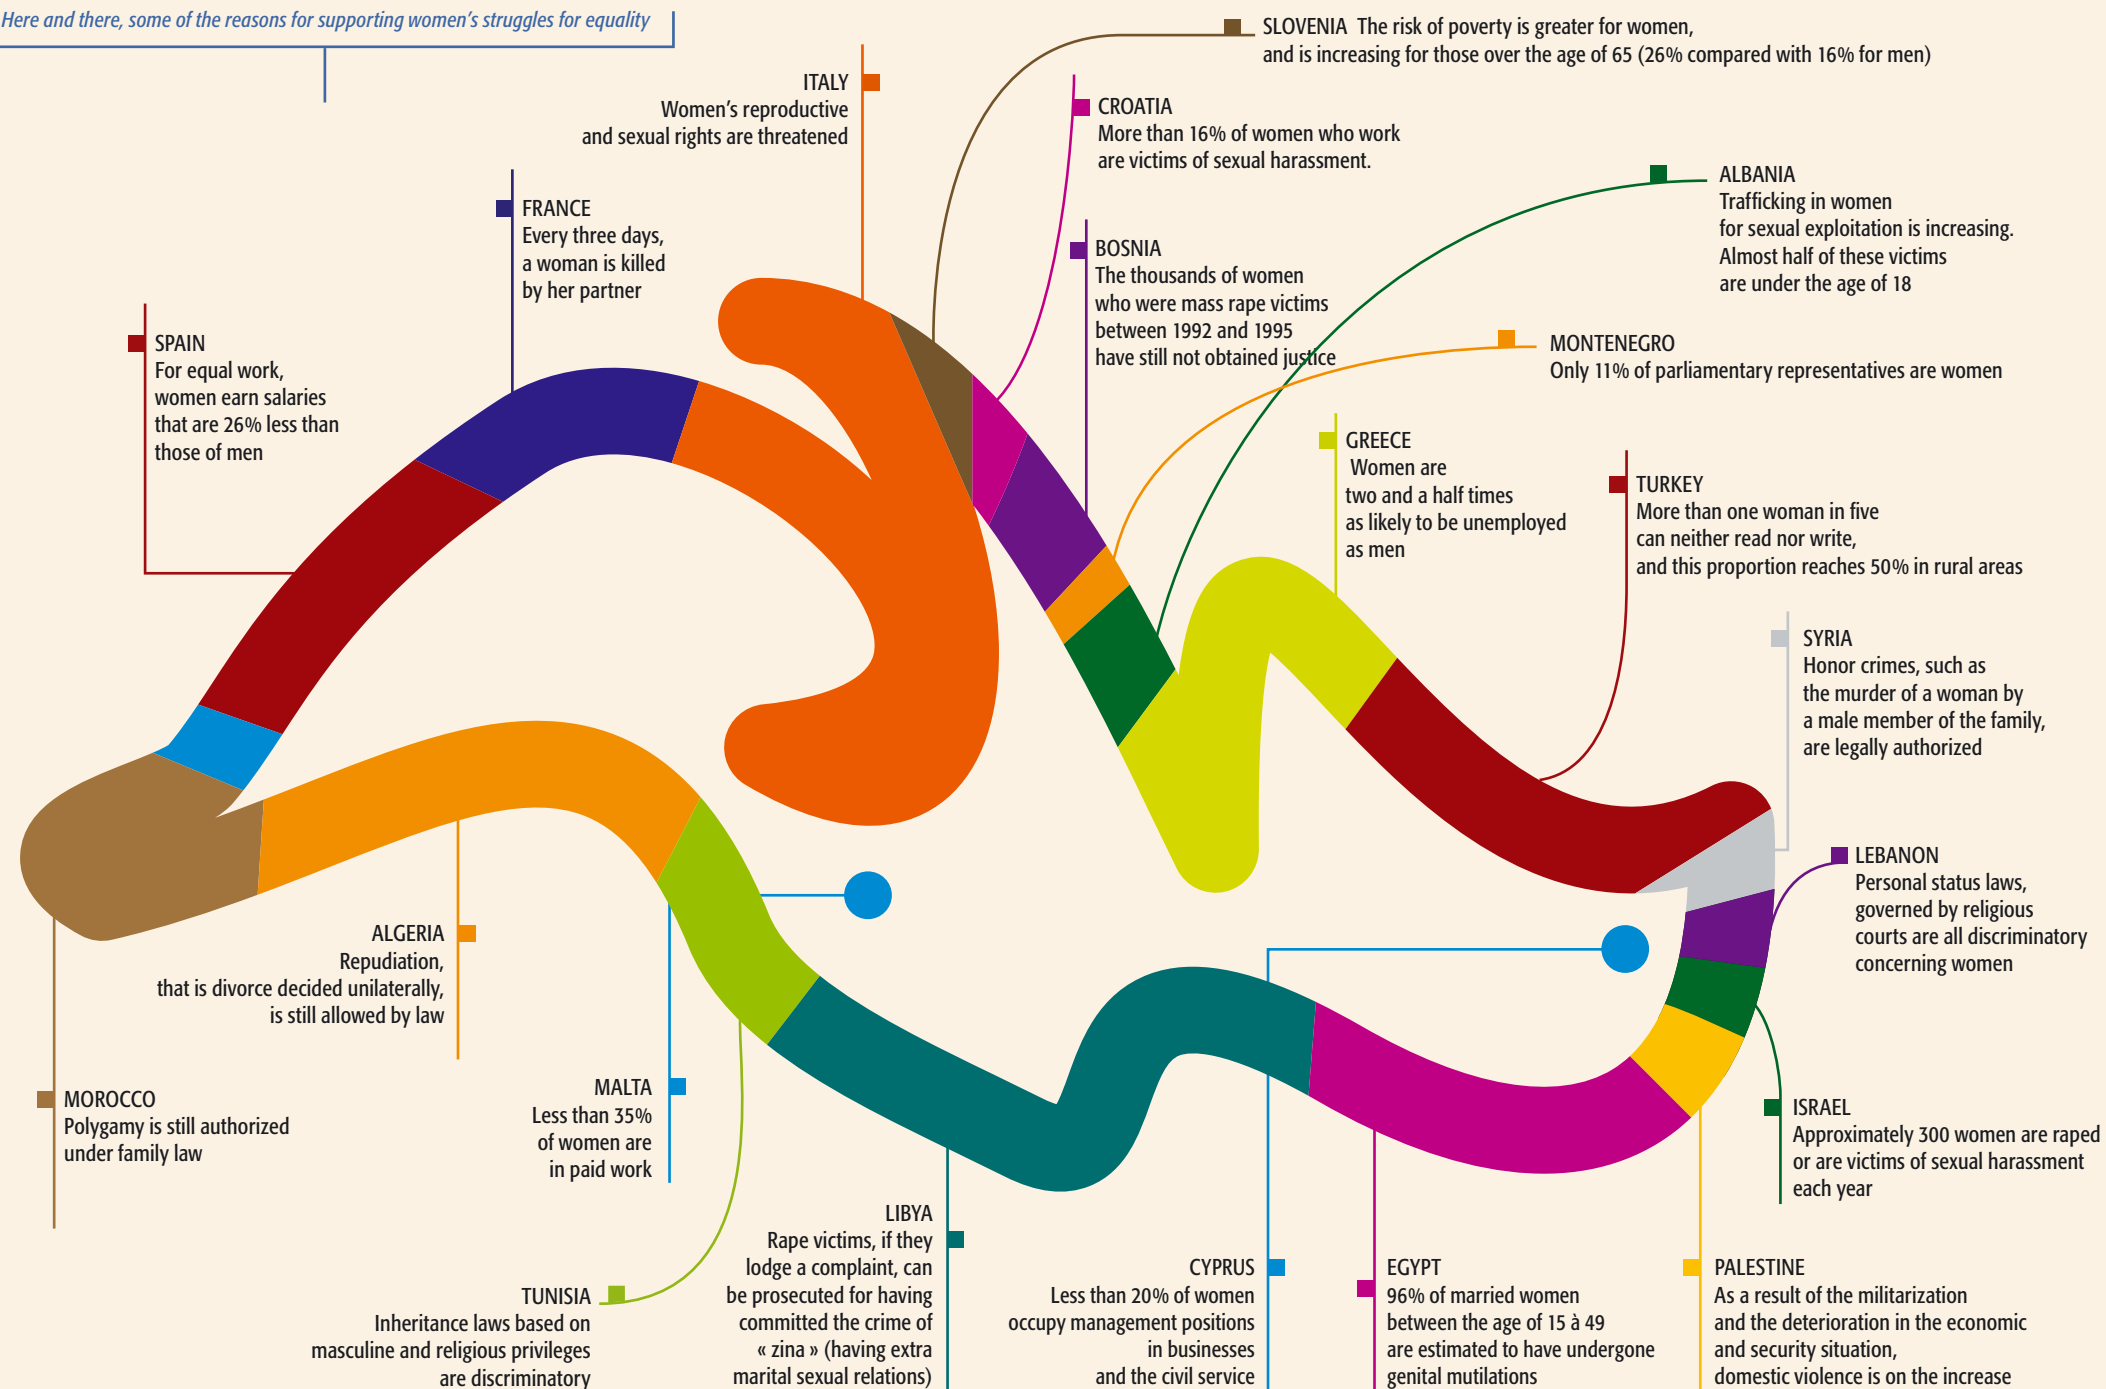 Here and there, some of the reasons for supporting women's struggles for equality
SLOVENIA The risk of poverty is greater for women,
and is increasing for those over the age of 65 (26% compared with 16% for men)
ITALY
Women's reproductive
and sexual rights are threatened
CROATIA
More than 16% of women who work
are victims of sexual harassment.
ALBANIA
Trafficking in women
for sexual exploitation is increasing.
Almost half of these victims
are under the age of 18
FRANCE
Every three days,
a woman is killed
by her partner
BOSNIA
The thousands of women
who were mass rape victims
between 1992 and 1995
have still not obtained justice
SPAIN
For equal work,
women earn salaries
that are 26% less than
those of men
MONTENEGRO
Only 11% of parliamentary representatives are women
GREECE
Women are
two and a half times
as likely to be unemployed
as men
TURKEY
More than one woman in five
can neither read nor write,
and this proportion reaches 50% in rural areas
SYRIA
Honor crimes, such as
the murder of a woman by
a male member of the family,
are legally authorized
LEBANON
Personal status laws,
governed by religious
courts are all discriminatory
concerning women
ALGERIA
Repudiation,
that is divorce decided unilaterally,
is still allowed by law
MOROCCO
Polygamy is still authorized
under family law
MALTA
Less than 35%
of women are
in paid work
ISRAEL
Approximately 300 women are raped
or are victims of sexual harassment
each year
TUNISIA
Inheritance laws based on
masculine and religious privileges
are discriminatory
LIBYA
Rape victims, if they
lodge a complaint, can
be prosecuted for having
committed the crime of
« zina » (having extra
marital sexual relations)
CYPRUS
Less than 20% of women
occupy management positions
in businesses
and the civil service
EGYPT
96% of married women
between the age of 15 à 49
are estimated to have undergone
genital mutilations
PALESTINE
As a result of the militarization
and the deterioration in the economic
and security situation,
domestic violence is on the increase